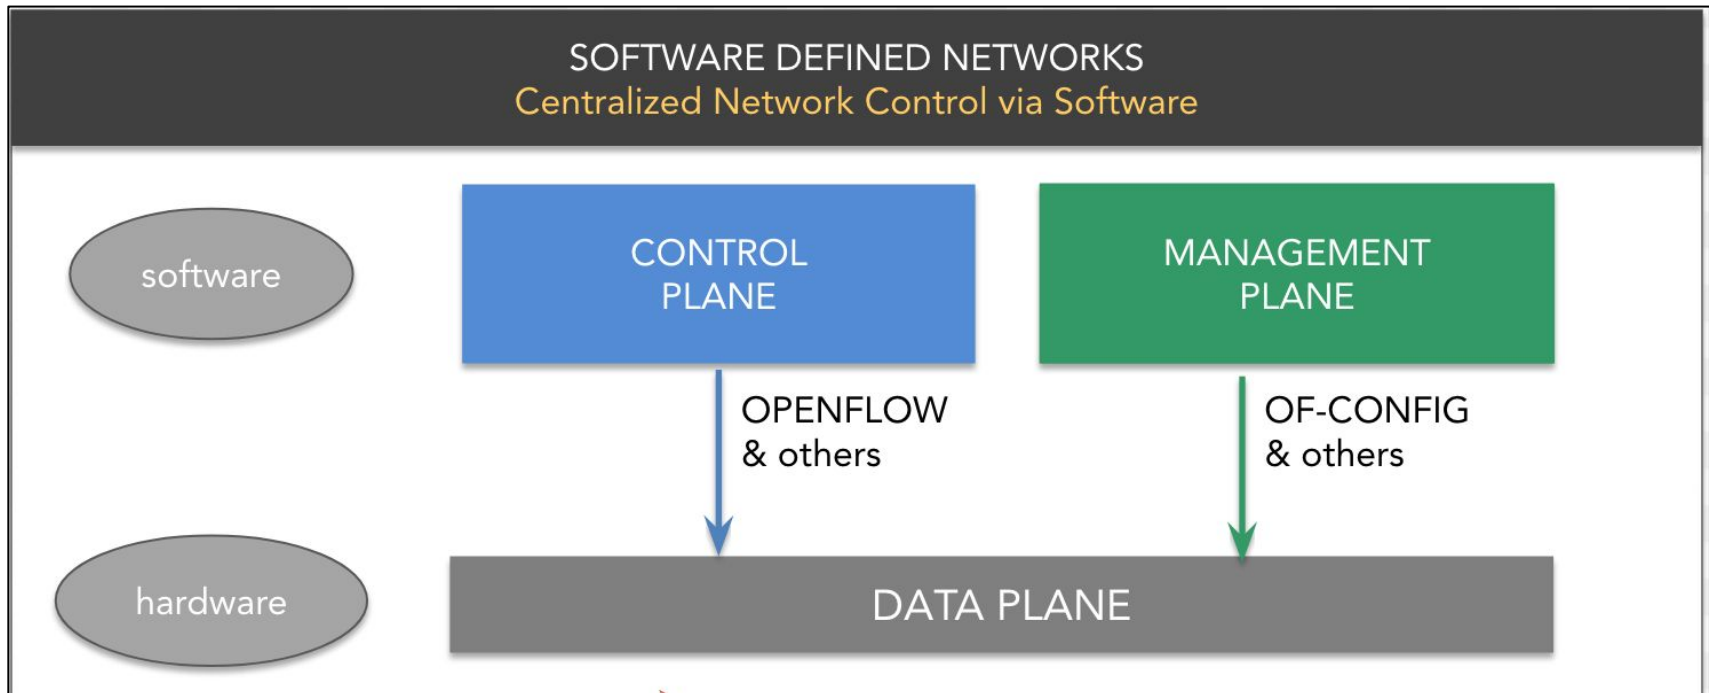 SOFTWARE DEFINED NETWORKS
Centralized Network Control via Software
software
CONTROL
PLANE
MANAGEMENT
PLANE
OPENFLOW
& others
OF-CONFIG
& others
hardware
DATA PLANE